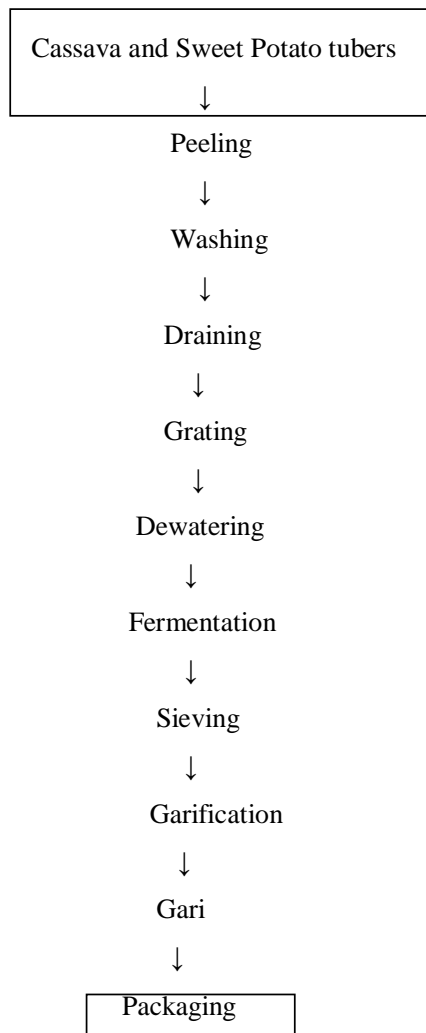 Cassava and Sweet Potato tubers
↓
Peeling
↓
Washing
↓
Draining
↓
Grating
↓
Dewatering
↓
Fermentation
↓
Sieving
↓
Garification
↓
Gari
↓
Packaging